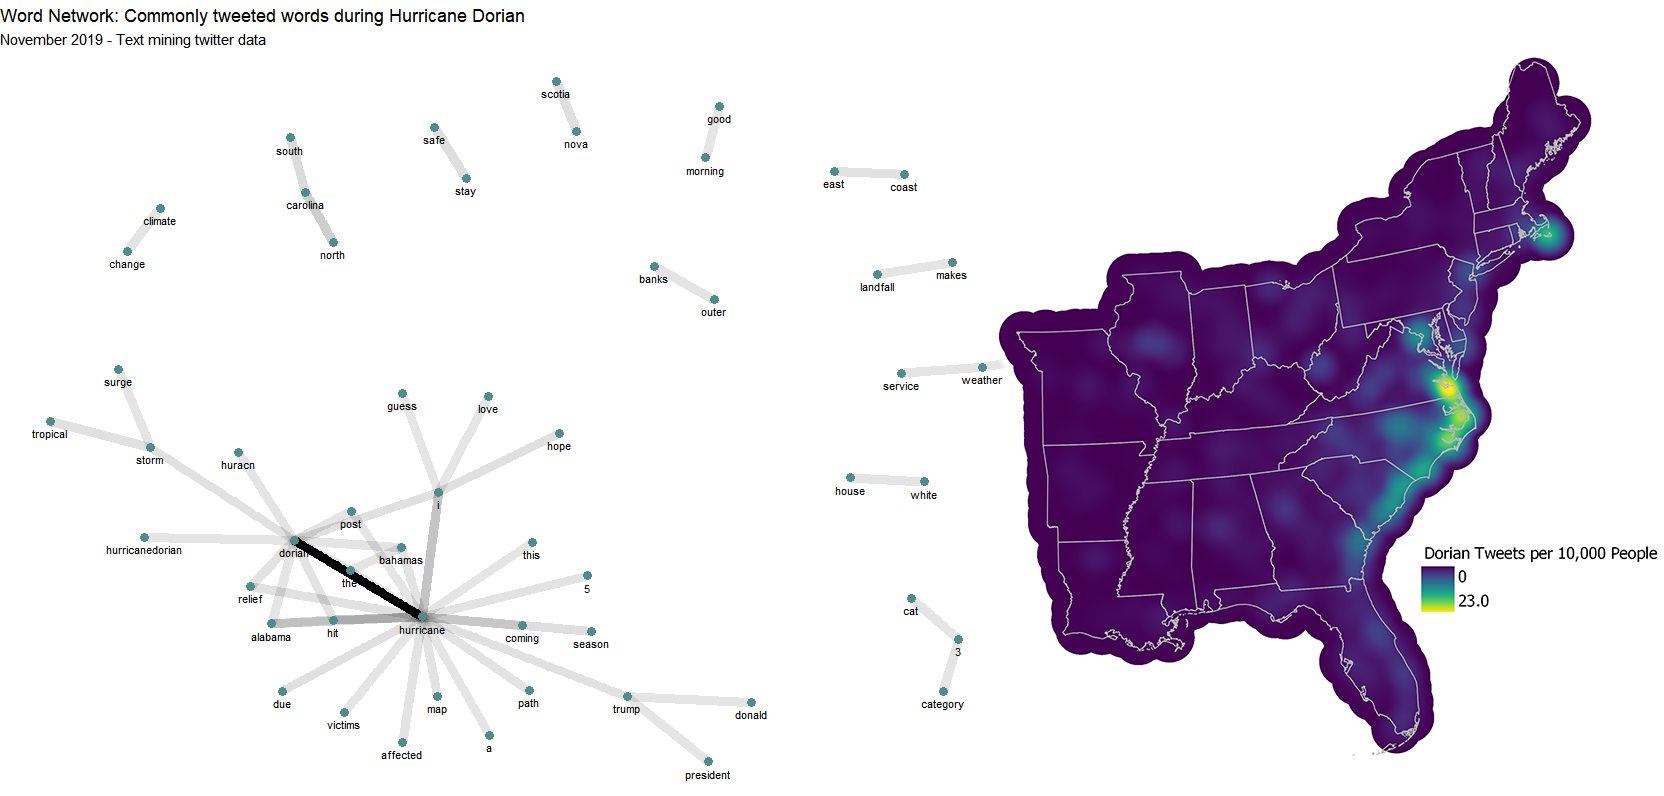 Word Network: Commonly tweeted words during Hurricane Dorian
November 2019 - Text mining twitter data
scotia
good
safe
south
nova
morning
east
coast
stay
carolina
climate
north
change
banks
makes
landfall
outer
service
weather
surge
guess
love
tropical
storm
hope
huracn
house
white
i
post
hurricanedorian
dorian
bahamas
this
the
5
relief
alabama
hit
hurricane
coming
season
due
victims
map
path
trump
donald
affected
a
president
cat
3
category
Dorian Tweets per 10,000 People
0
23.0